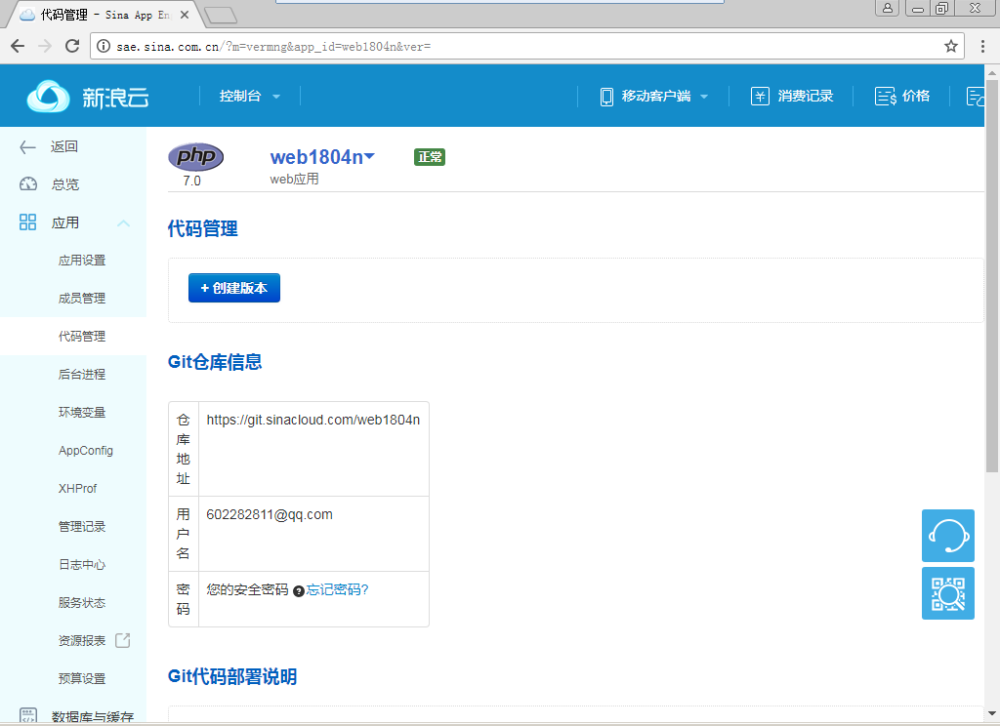 代码管理 - Sina App En
sae.sina.com.cn/?m=vermng&app_id=web1804n&ver=
新浪云
控制台
移动客户端
消费记录
价格
返回
总览
应用
应用设置
成员管理
代码管理
后台进程
环境变量
AppConfig
XHProf
管理记录
日志中心
服务状态
资源报表
预算设置
数据库与缓存
php
7.0
web1804n
正常
web应用
代码管理
+ 创建版本
Git仓库信息
仓库地址
https://git.sinacloud.com/web1804n
用户名
602282811@qq.com
密码
您的安全密码 ?忘记密码?
Git代码部署说明